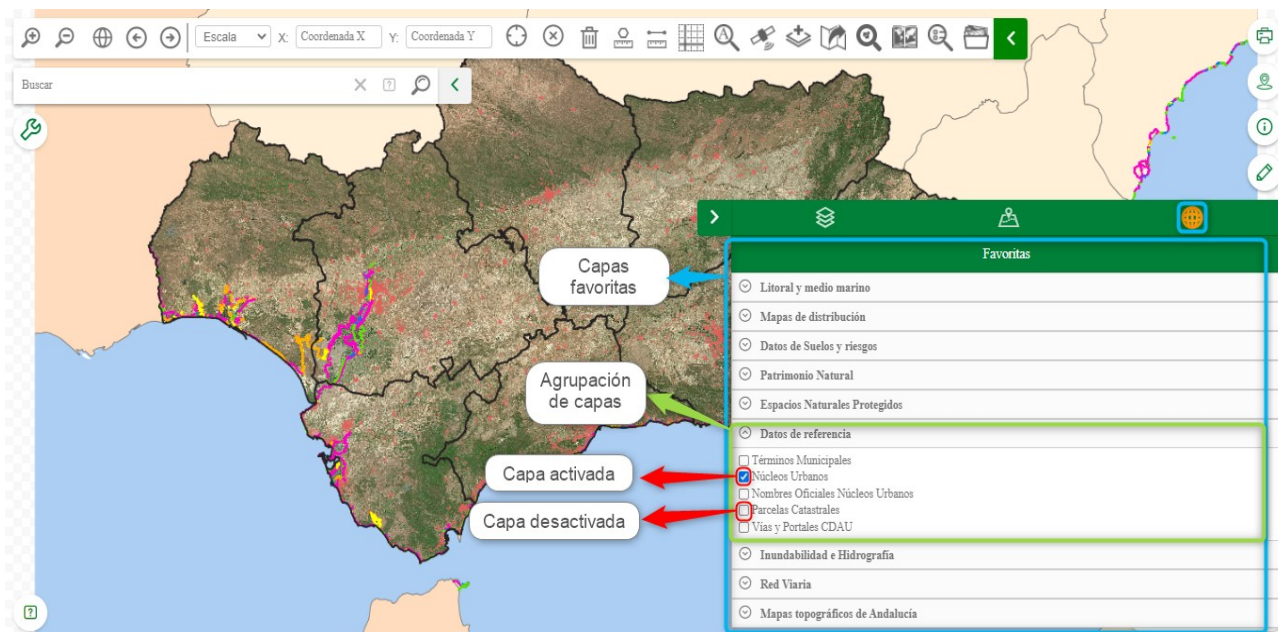 Escala
X:
Coordenada X
Y:
Coordenada Y
A
Buscar
?
Favoritas
Capas
favoritas
Litoral y medio marino
Mapas de distribución
Datos de Suelos y riesgos
Patrimonio Natural
Agrupación
de capas
Espacios Naturales Protegidos
Datos de referencia
Términos Municipales
Capa activada
Núcleos Urbanos
Nombres Oficiales Núcleos Urbanos
Capa desactivada
Parcelas Catastrales
Vías y Portales CDAU
Inundabilidad e Hidrografía
Red Viaría
Mapas topográficos de Andalucía
?